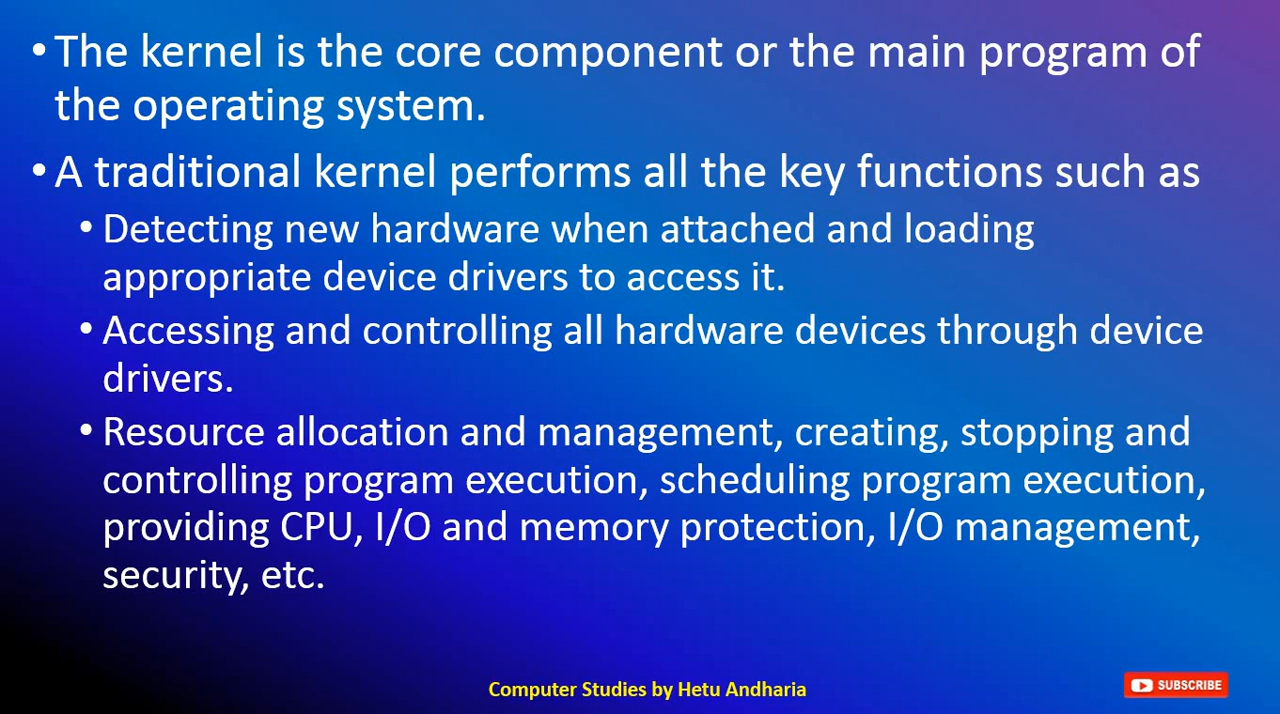 • The kernel is the core component or the main program of
the operating system.
• A traditional kernel performs all the key functions such as
• Detecting new hardware when attached and loading
appropriate device drivers to access it.
• Accessing and controlling all hardware devices through device
drivers.
• Resource allocation and management, creating, stopping and
controlling program execution, scheduling program execution,
providing CPU, I/O and memory protection, I/O management,
security, etc.
Computer Studies by Hetu Andharia
SUBSCRIBE